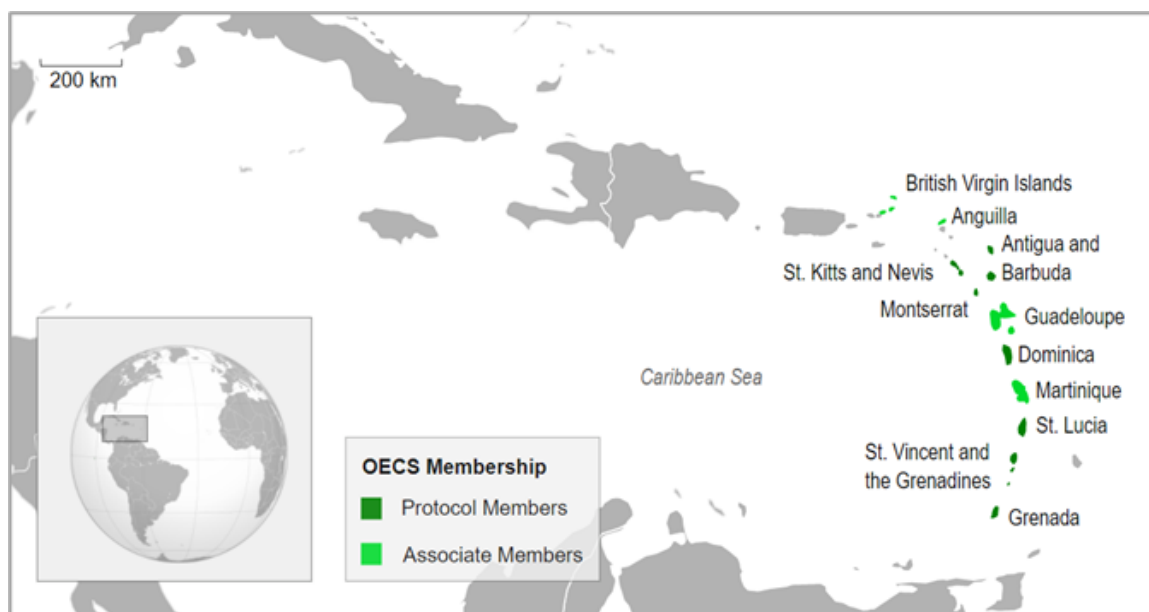 200 km
British Virgin Islands
Anguilla
Antigua and
Barbuda
St. Kitts and Nevis
Montserrat
Guadeloupe
Dominica
Caribbean Sea
Martinique
St. Lucia
St. Vincent and
the Grenadines
Grenada
OECS Membership
Protocol Members
Associate Members